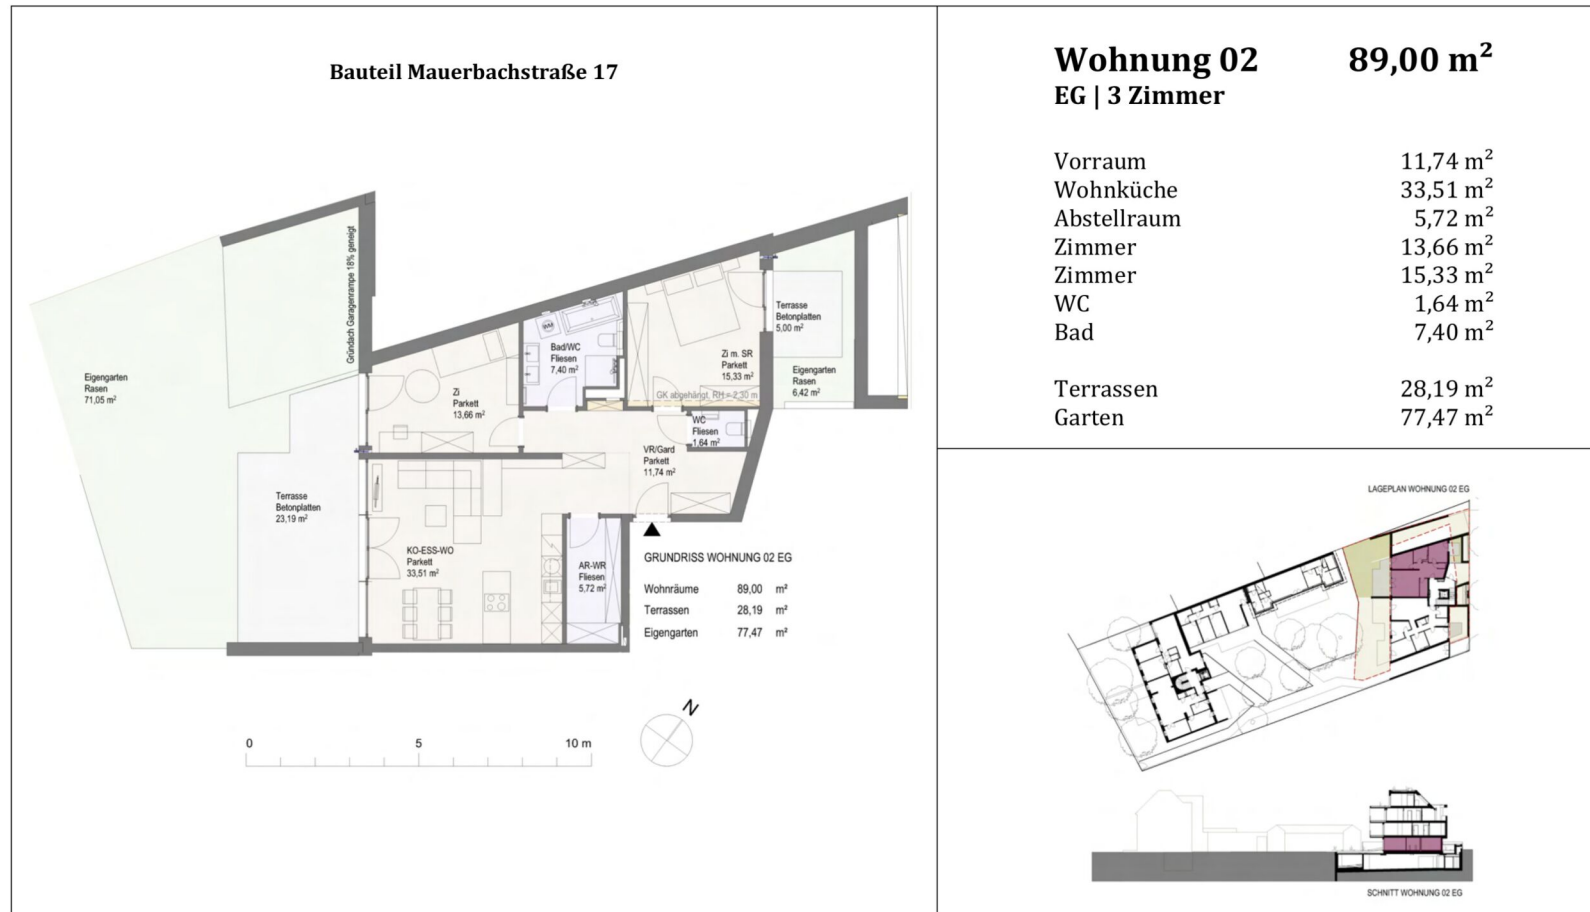 Bauteil Mauerbachstraße 17
Gründach Garagenrampe 18% geneigt
Eigengarten
Rasen
71,05 m²
Terrasse
Betonplatten
23,19 m²
Zi
Parkett
13,66 m²
Bad/WC
Fliesen
7,40 m²
WM
Zi m. SR
Parkett
15,33 m²
GK abgehängt, RH = 2,30 m
Terrasse
Betonplatten
5,00 m²
Eigengarten
Rasen
6,42 m²
WC
Fliesen
1,64 m²
VR/Gard
Parkett
11,74 m²
KO-ESS-WO
Parkett
33,51 m²
AR-WR
Fliesen
5,72 m²
GRUNDRISS WOHNUNG 02 EG
Wohnräume 89,00 m²
Terrassen 28,19 m²
Eigengarten 77,47 m²
N
0 5 10 m
Wohnung 02 89,00 m²
EG | 3 Zimmer
Vorraum 11,74 m²
Wohnküche 33,51 m²
Abstellraum 5,72 m²
Zimmer 13,66 m²
Zimmer 15,33 m²
WC 1,64 m²
Bad 7,40 m²
Terrassen 28,19 m²
Garten 77,47 m²
LAGEPLAN WOHNUNG 02 EG
SCHNITT WOHNUNG 02 EG